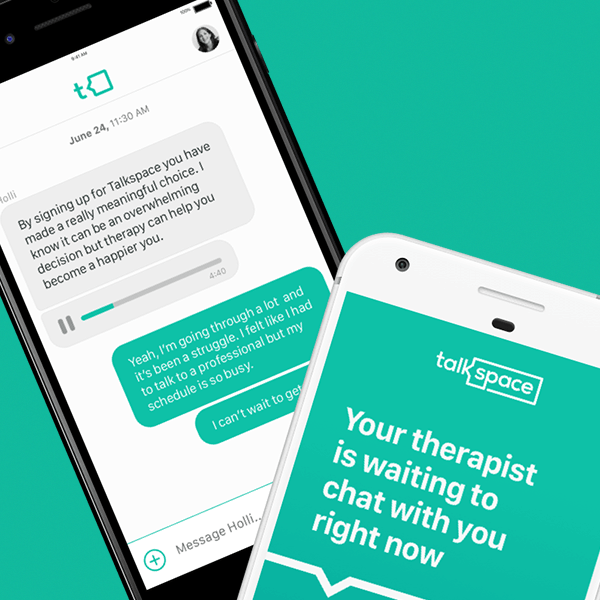 100%
9:41 AM
t
June 24, 11:30 AM
Holli
By signing up for Talkspace you have
made a really meaningful choice. I
know it can be an overwhelming
decision but therapy can help you
become a happier you.
4:40
Yeah, I'm going through a lot and
it's been a struggle. I felt like I had
to talk to a professional but my
schedule is so busy.
I can't wait to get
Message Holli...
talkspace
Your therapist
is waiting to
chat with you
right now